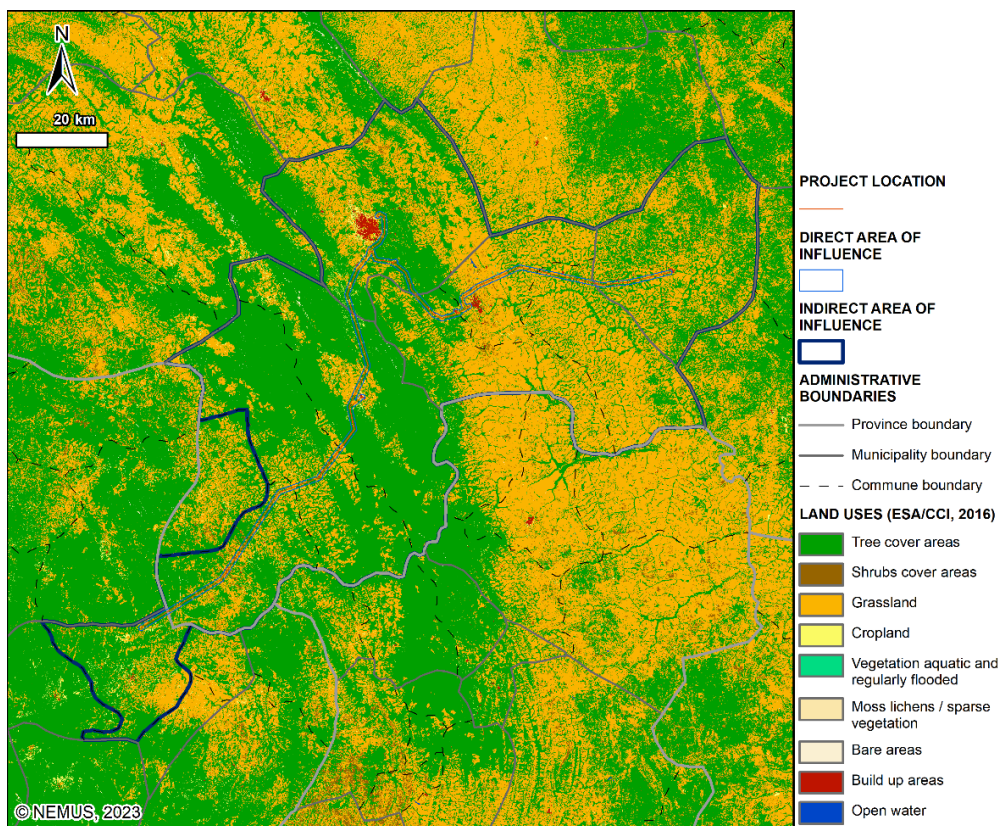 N
20 km
© NEMUS, 2023
PROJECT LOCATION
DIRECT AREA OF
INFLUENCE
INDIRECT AREA OF
INFLUENCE
ADMINISTRATIVE
BOUNDARIES
Province boundary
Municipality boundary
Commune boundary
LAND USES (ESA/CCI, 2016)
Tree cover areas
Shrubs cover areas
Grassland
Cropland
Vegetation aquatic and
regularly flooded
Moss lichens / sparse
vegetation
Bare areas
Build up areas
Open water